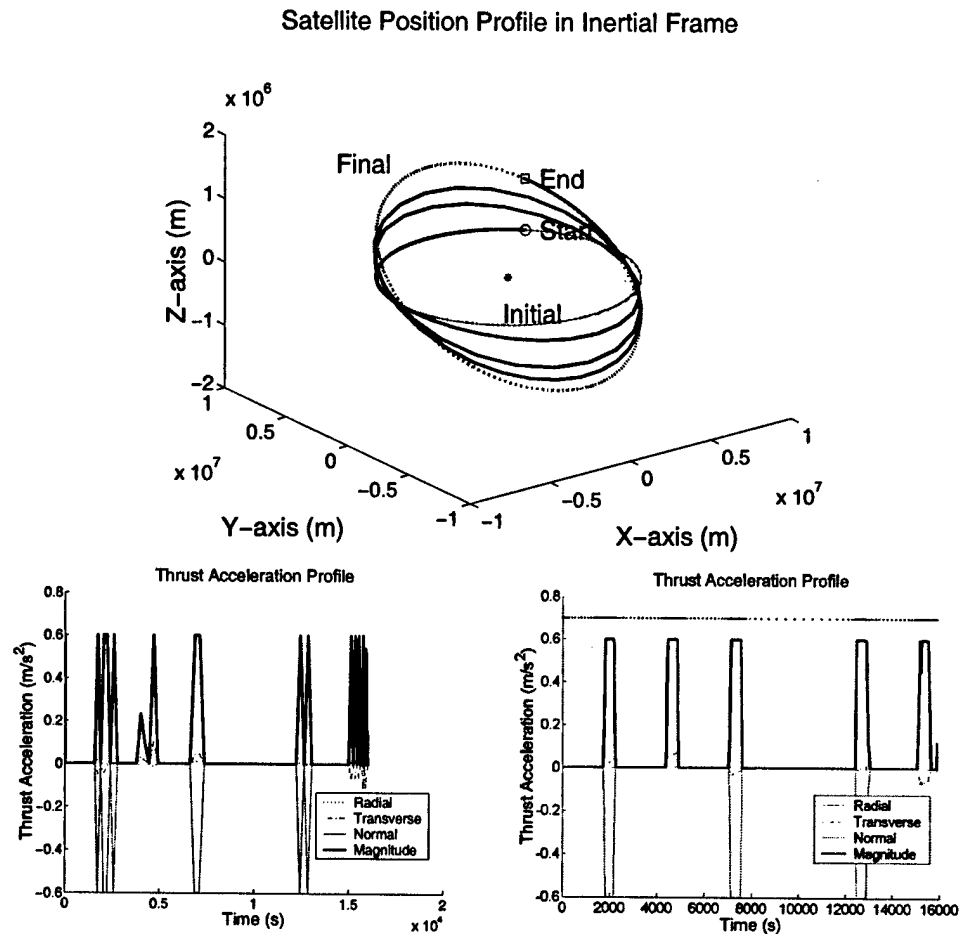 Satellite Position Profile in Inertial Frame
x 10^6
2
1
0
−1
−2
Z−axis (m)
Final
End
Start
Initial
1
0.5
0
−0.5
−1
x 10^7
Y−axis (m)
−1
−0.5
0
0.5
1
x 10^7
X−axis (m)
Thrust Acceleration Profile
0.8
0.6
0.4
0.2
0
−0.2
−0.4
−0.6
Thrust Acceleration (m/s^2)
Radial
Transverse
Normal
Magnitude
0
0.5
1
1.5
2
x 10^4
Time (s)
Thrust Acceleration Profile
0.8
0.6
0.4
0.2
0
−0.2
−0.4
−0.6
Thrust Acceleration (m/s^2)
Radial
Transverse
Normal
Magnitude
0
2000
4000
6000
8000
10000
12000
14000
16000
Time (s)